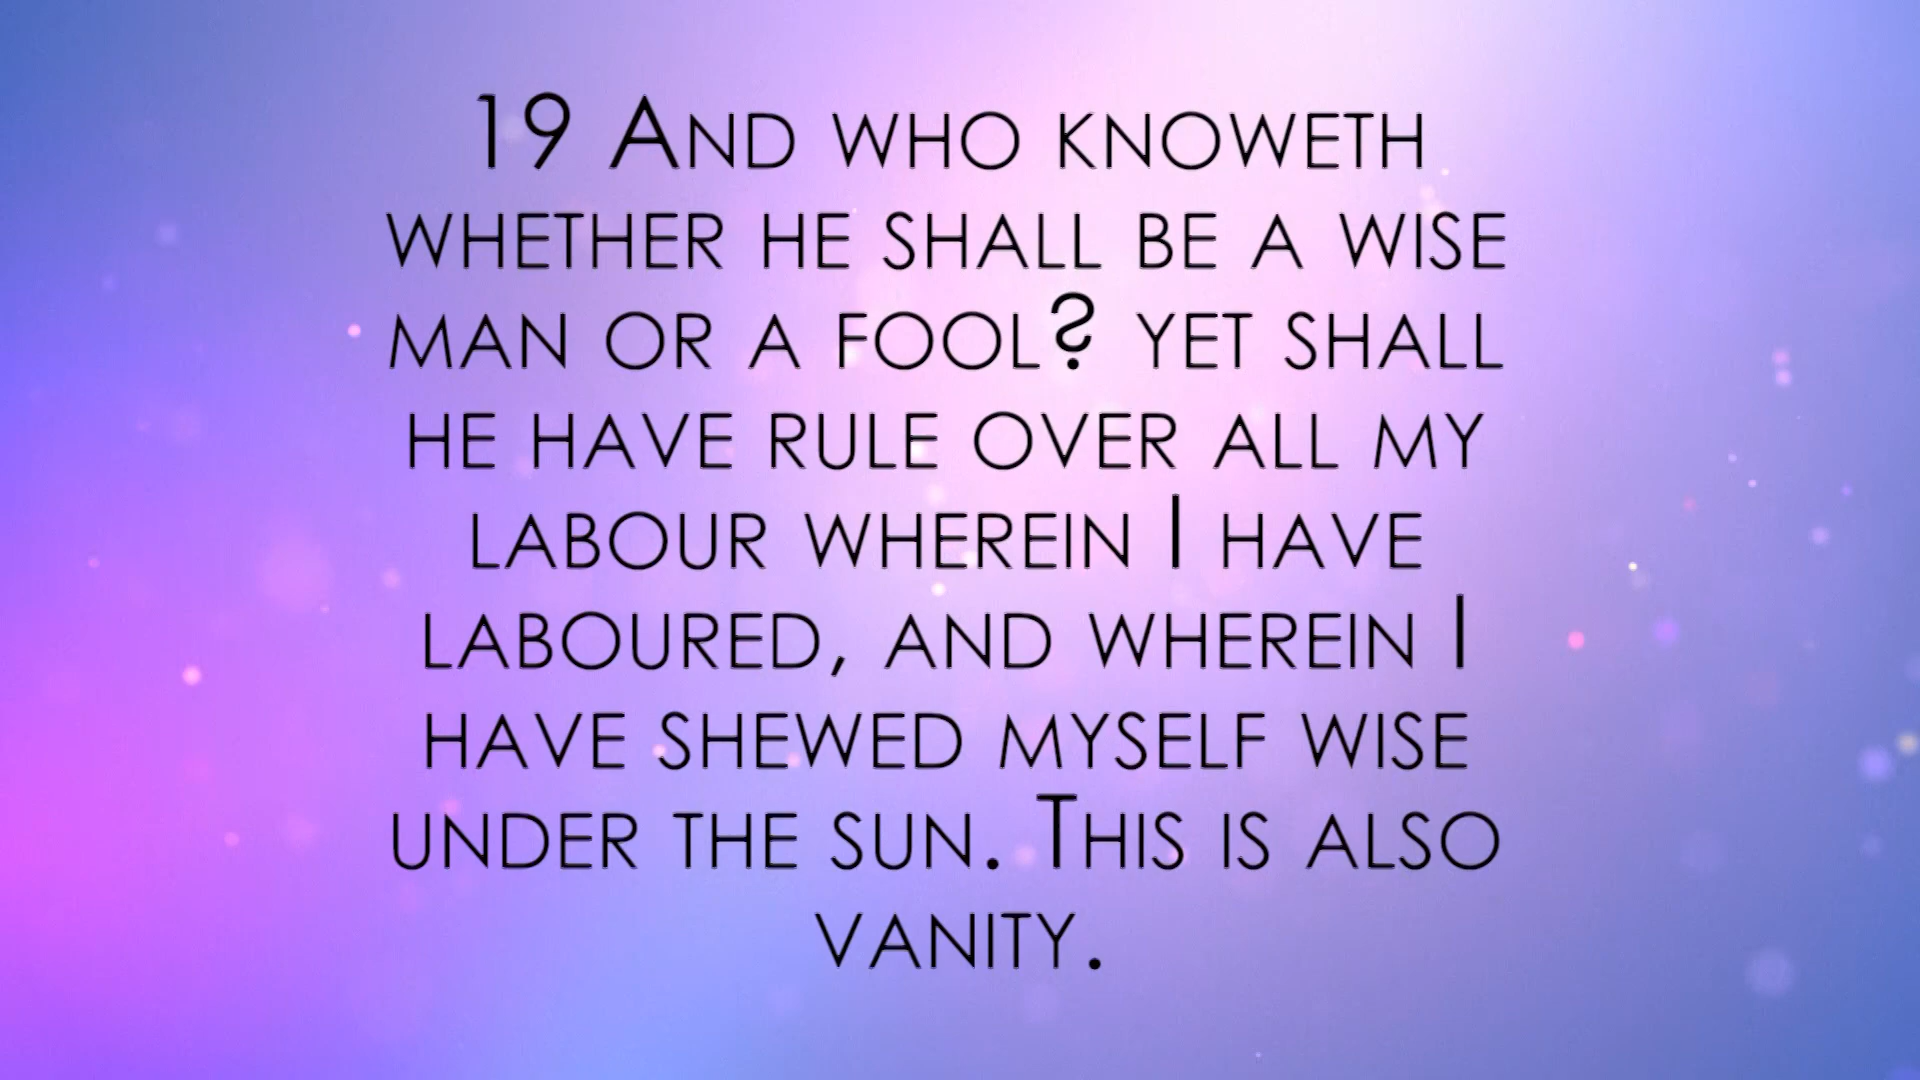 19 And who knoweth
whether he shall be a wise
man or a fool? yet shall
he have rule over all my
labour wherein I have
laboured, and wherein I
have shewed myself wise
under the sun. This is also
vanity.